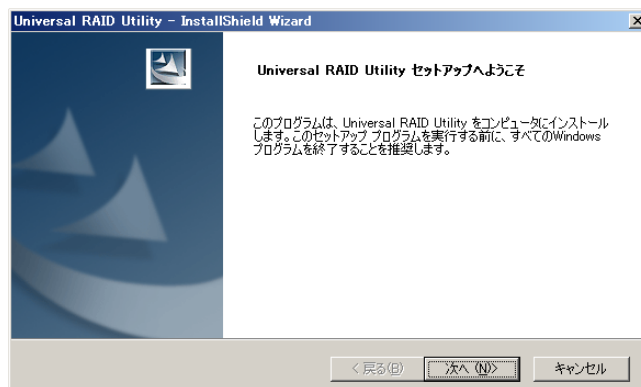 Universal RAID Utility - InstallShield Wizard
Universal RAID Utility セットアップへようこそ
このプログラムは、Universal RAID Utility をコンピュータにインストール
します。このセットアップ プログラムを実行する前に、すべてのWindows
プログラムを終了することを推奨します。
< 戻る(B)
次へ (N)>
キャンセル